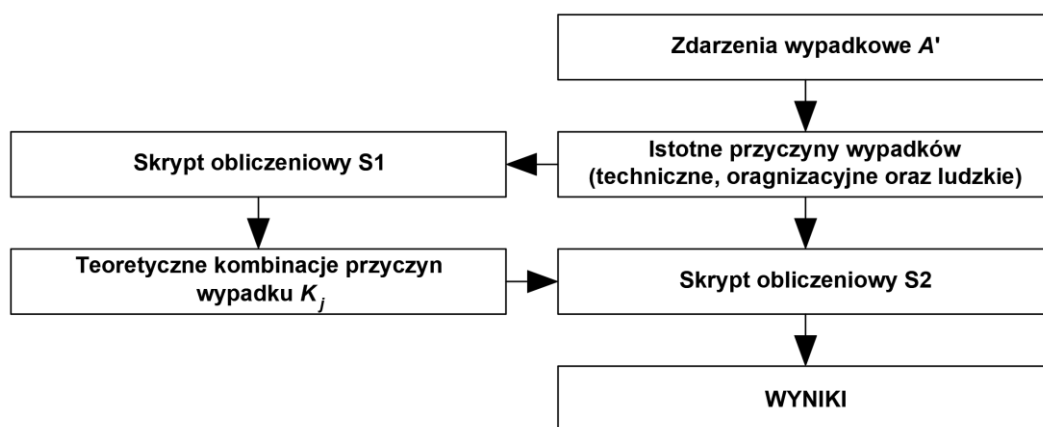 Zdarzenia wypadkowe A'
Skrypt obliczeniowy S1
Istotne przyczyny wypadków
(techniczne, oragnizacyjne oraz ludzkie)
Teoretyczne kombinacje przyczyn
wypadku Kj
Skrypt obliczeniowy S2
WYNIKI